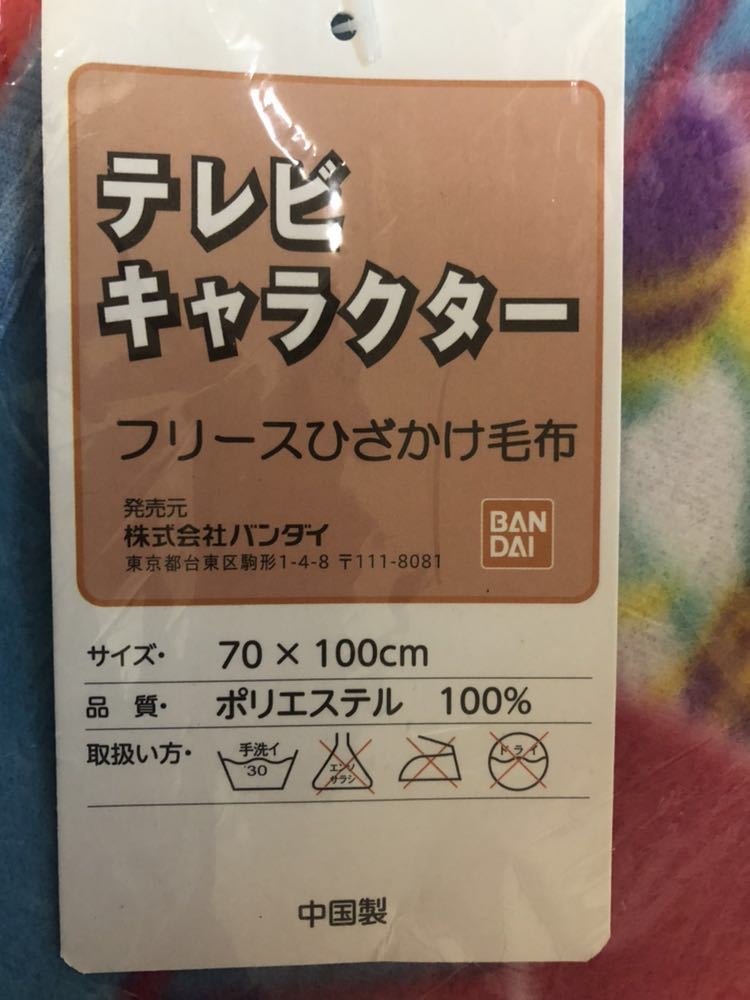 テレビ
キャラクター
フリースひざかけ毛布
発売元
株式会社バンダイ
東京都台東区駒形1-4-8 〒111-8081
BAN
DAI
サイズ・ 70×100cm
品 質・ ポリエステル 100%
取扱い方・ 手洗イ 30 エンソ サラシ ドライ
中国製